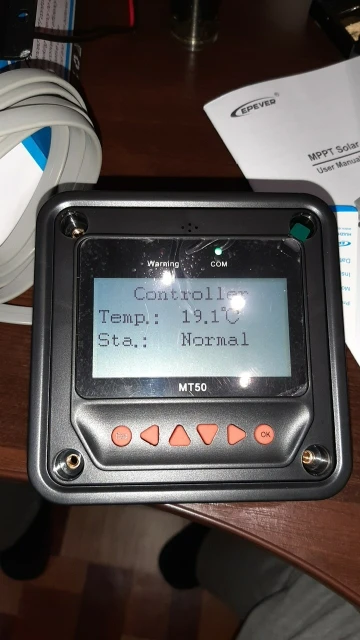 EPEVER®
MPPT Solar
User Manual
Warning
COM
Controller
Temp.: 19.1℃
Sta.: Normal
MT50
OK